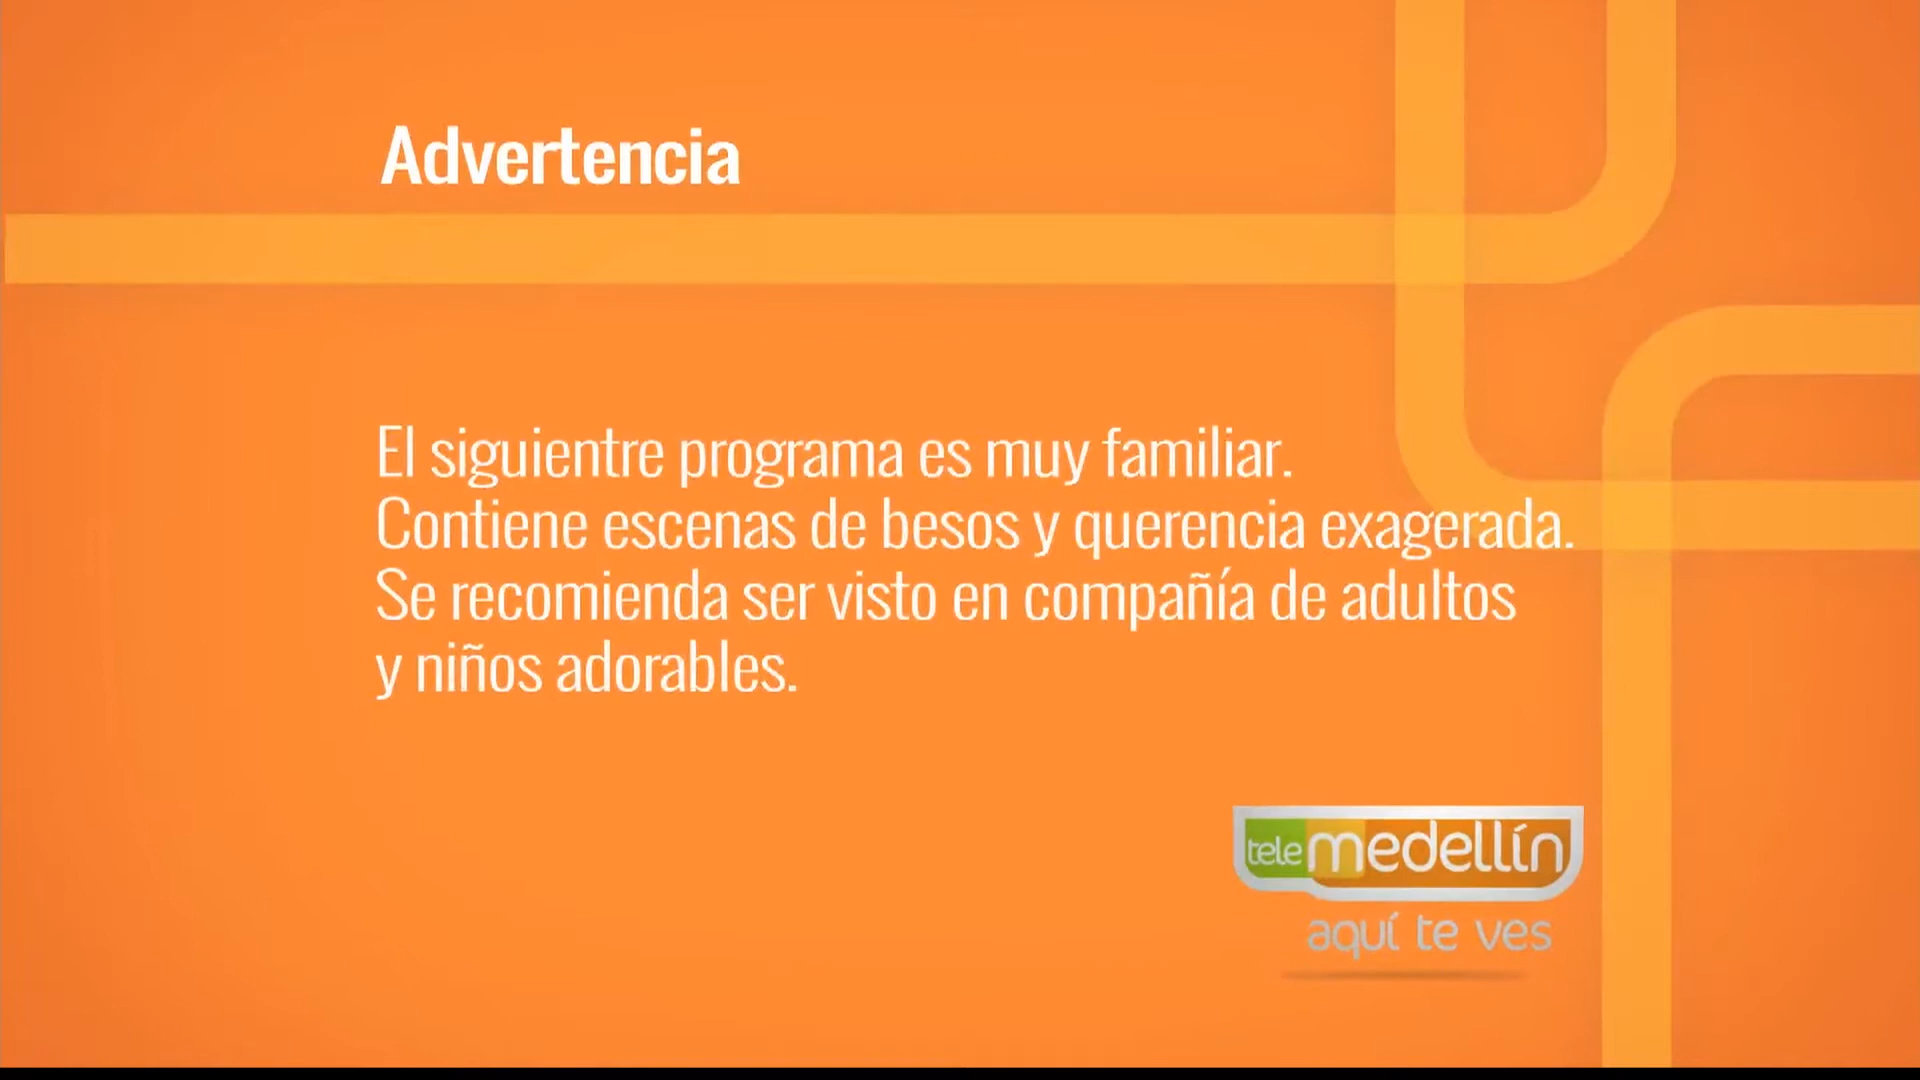 Advertencia
El siguientre programa es muy familiar.
Contiene escenas de besos y querencia exagerada.
Se recomienda ser visto en compañía de adultos
y niños adorables.
telemedellín
aquí te ves